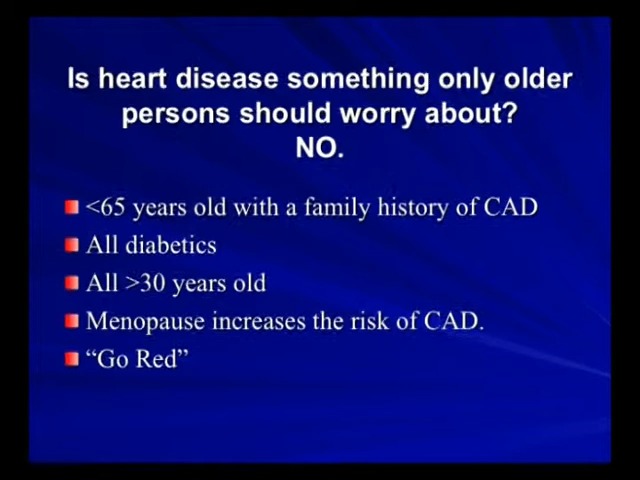 Is heart disease something only older
persons should worry about?
NO.
<65 years old with a family history of CAD
All diabetics
All >30 years old
Menopause increases the risk of CAD.
“Go Red”